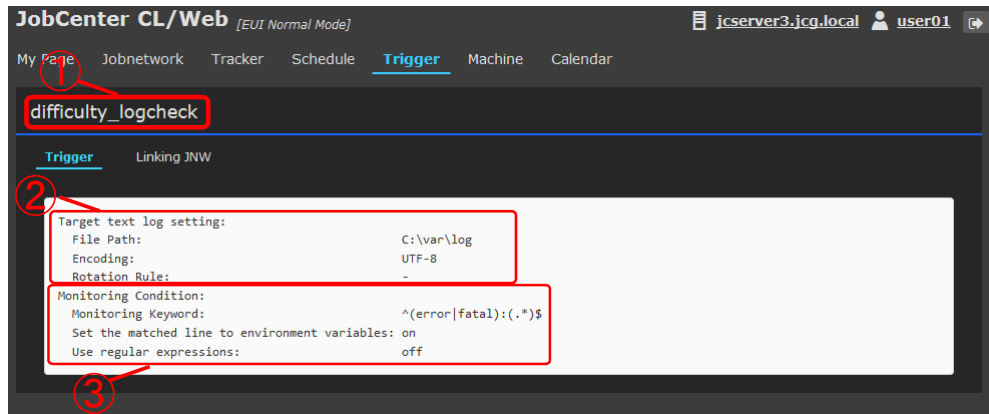 JobCenter CL/Web [EUI Normal Mode] jcserver3.jcg.local user01
My Page Jobnetwork Tracker Schedule Trigger Machine Calendar
①
difficulty_logcheck
Trigger Linking JNW
②
Target text log setting:
File Path: C:\var\log
Encoding: UTF-8
Rotation Rule: -
Monitoring Condition:
Monitoring Keyword: ^(error|fatal):(.*)$
Set the matched line to environment variables: on
Use regular expressions: off
③